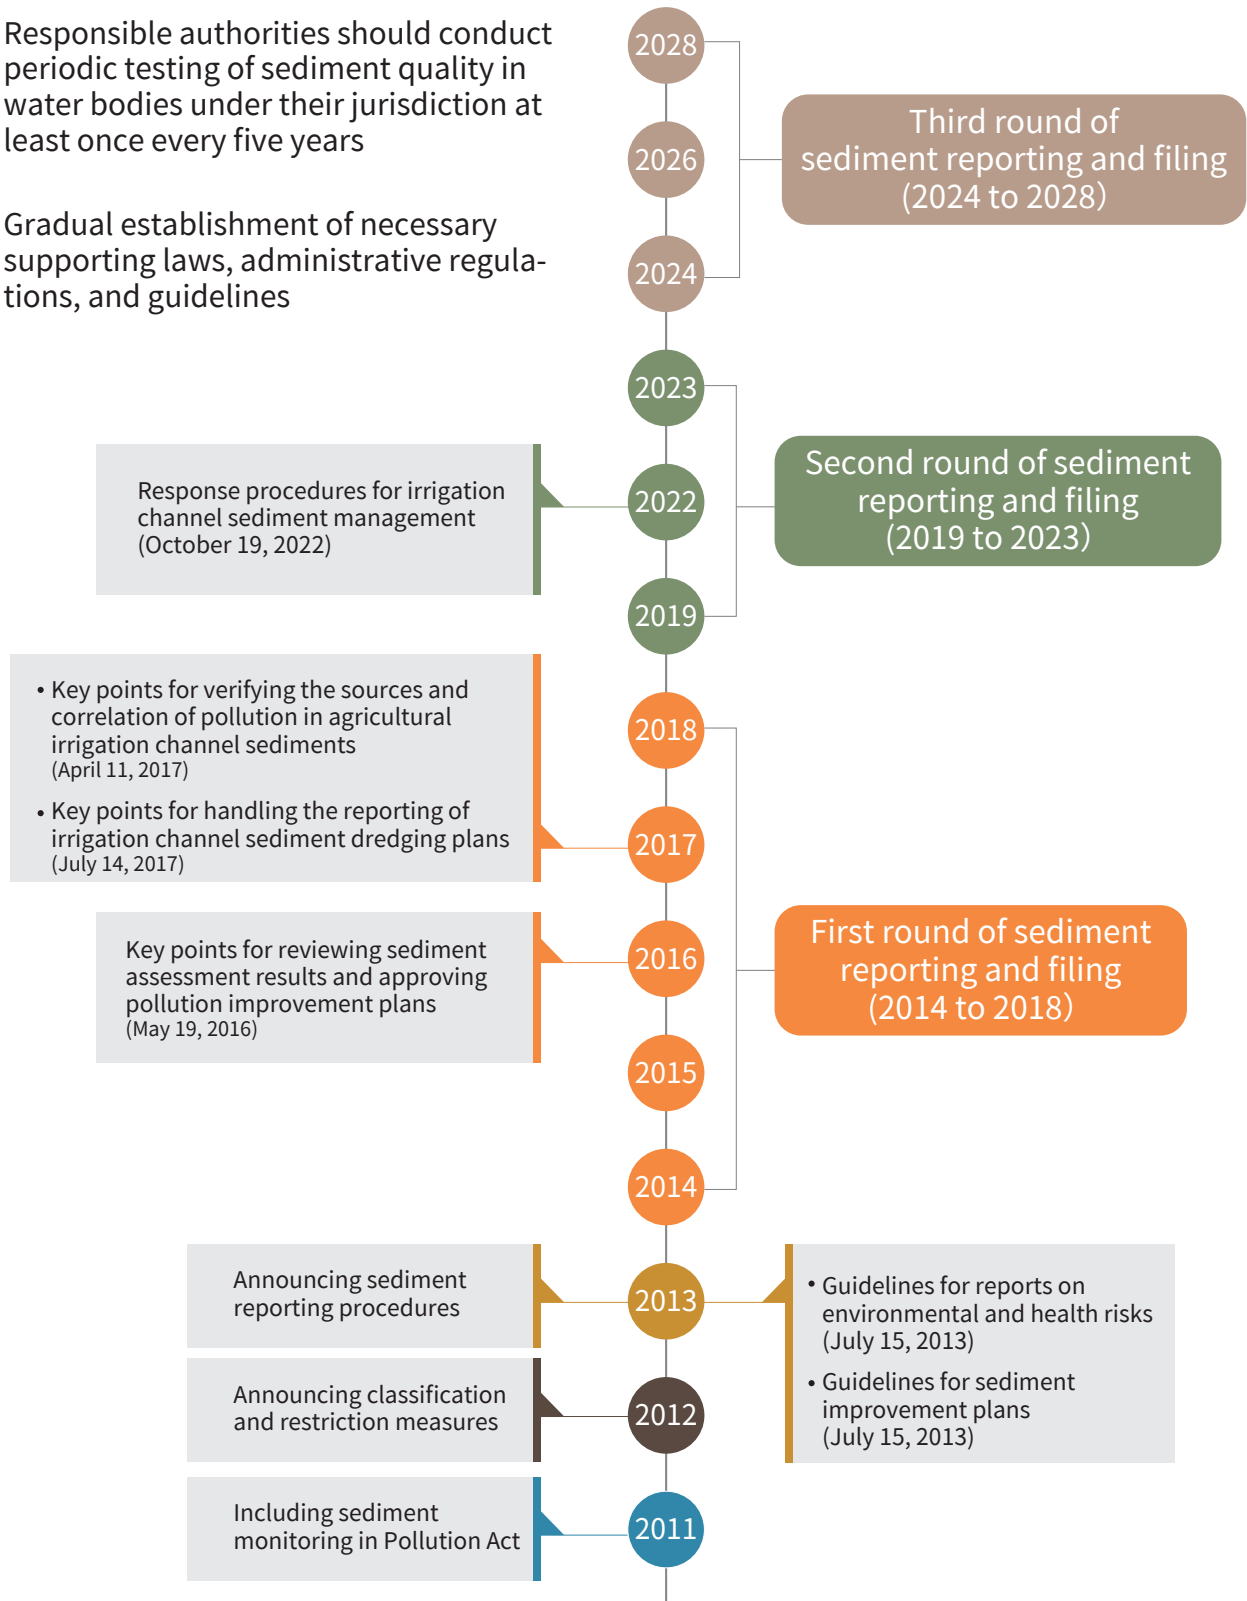 Responsible authorities should conduct
periodic testing of sediment quality in
water bodies under their jurisdiction at
least once every five years
Gradual establishment of necessary
supporting laws, administrative regula-
tions, and guidelines
2028
2026
2024
Third round of
sediment reporting and filing
(2024 to 2028)
2023
2022
2019
Second round of sediment
reporting and filing
(2019 to 2023)
Response procedures for irrigation
channel sediment management
(October 19, 2022)
• Key points for verifying the sources and
correlation of pollution in agricultural
irrigation channel sediments
(April 11, 2017)
• Key points for handling the reporting of
irrigation channel sediment dredging plans
(July 14, 2017)
2018
2017
2016
2015
2014
Key points for reviewing sediment
assessment results and approving
pollution improvement plans
(May 19, 2016)
First round of sediment
reporting and filing
(2014 to 2018)
Announcing sediment
reporting procedures
2013
• Guidelines for reports on
environmental and health risks
(July 15, 2013)
• Guidelines for sediment
improvement plans
(July 15, 2013)
Announcing classification
and restriction measures
2012
Including sediment
monitoring in Pollution Act
2011